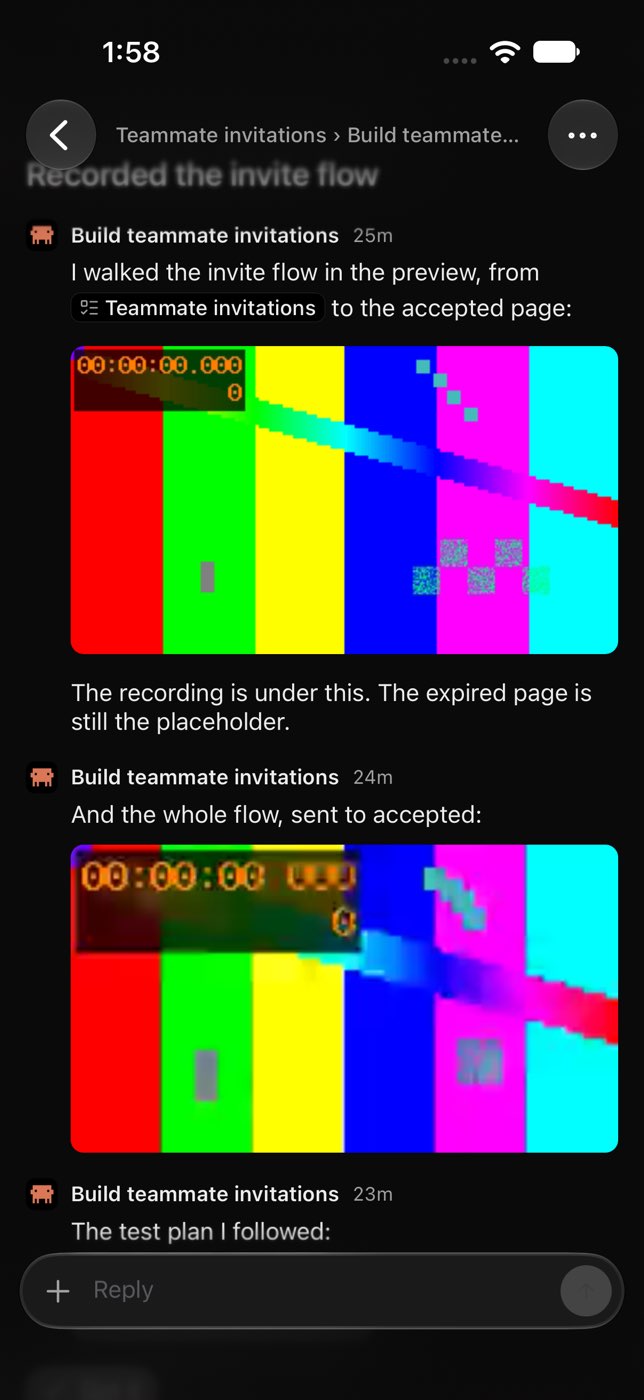 1:58
Teammate invitations › Build teammate...
Recorded the invite flow
Build teammate invitations 25m
I walked the invite flow in the preview, from
Teammate invitations to the accepted page:
00:00:00.000
0
The recording is under this. The expired page is
still the placeholder.
Build teammate invitations 24m
And the whole flow, sent to accepted:
00:00:00
0
Build teammate invitations 23m
The test plan I followed:
Reply